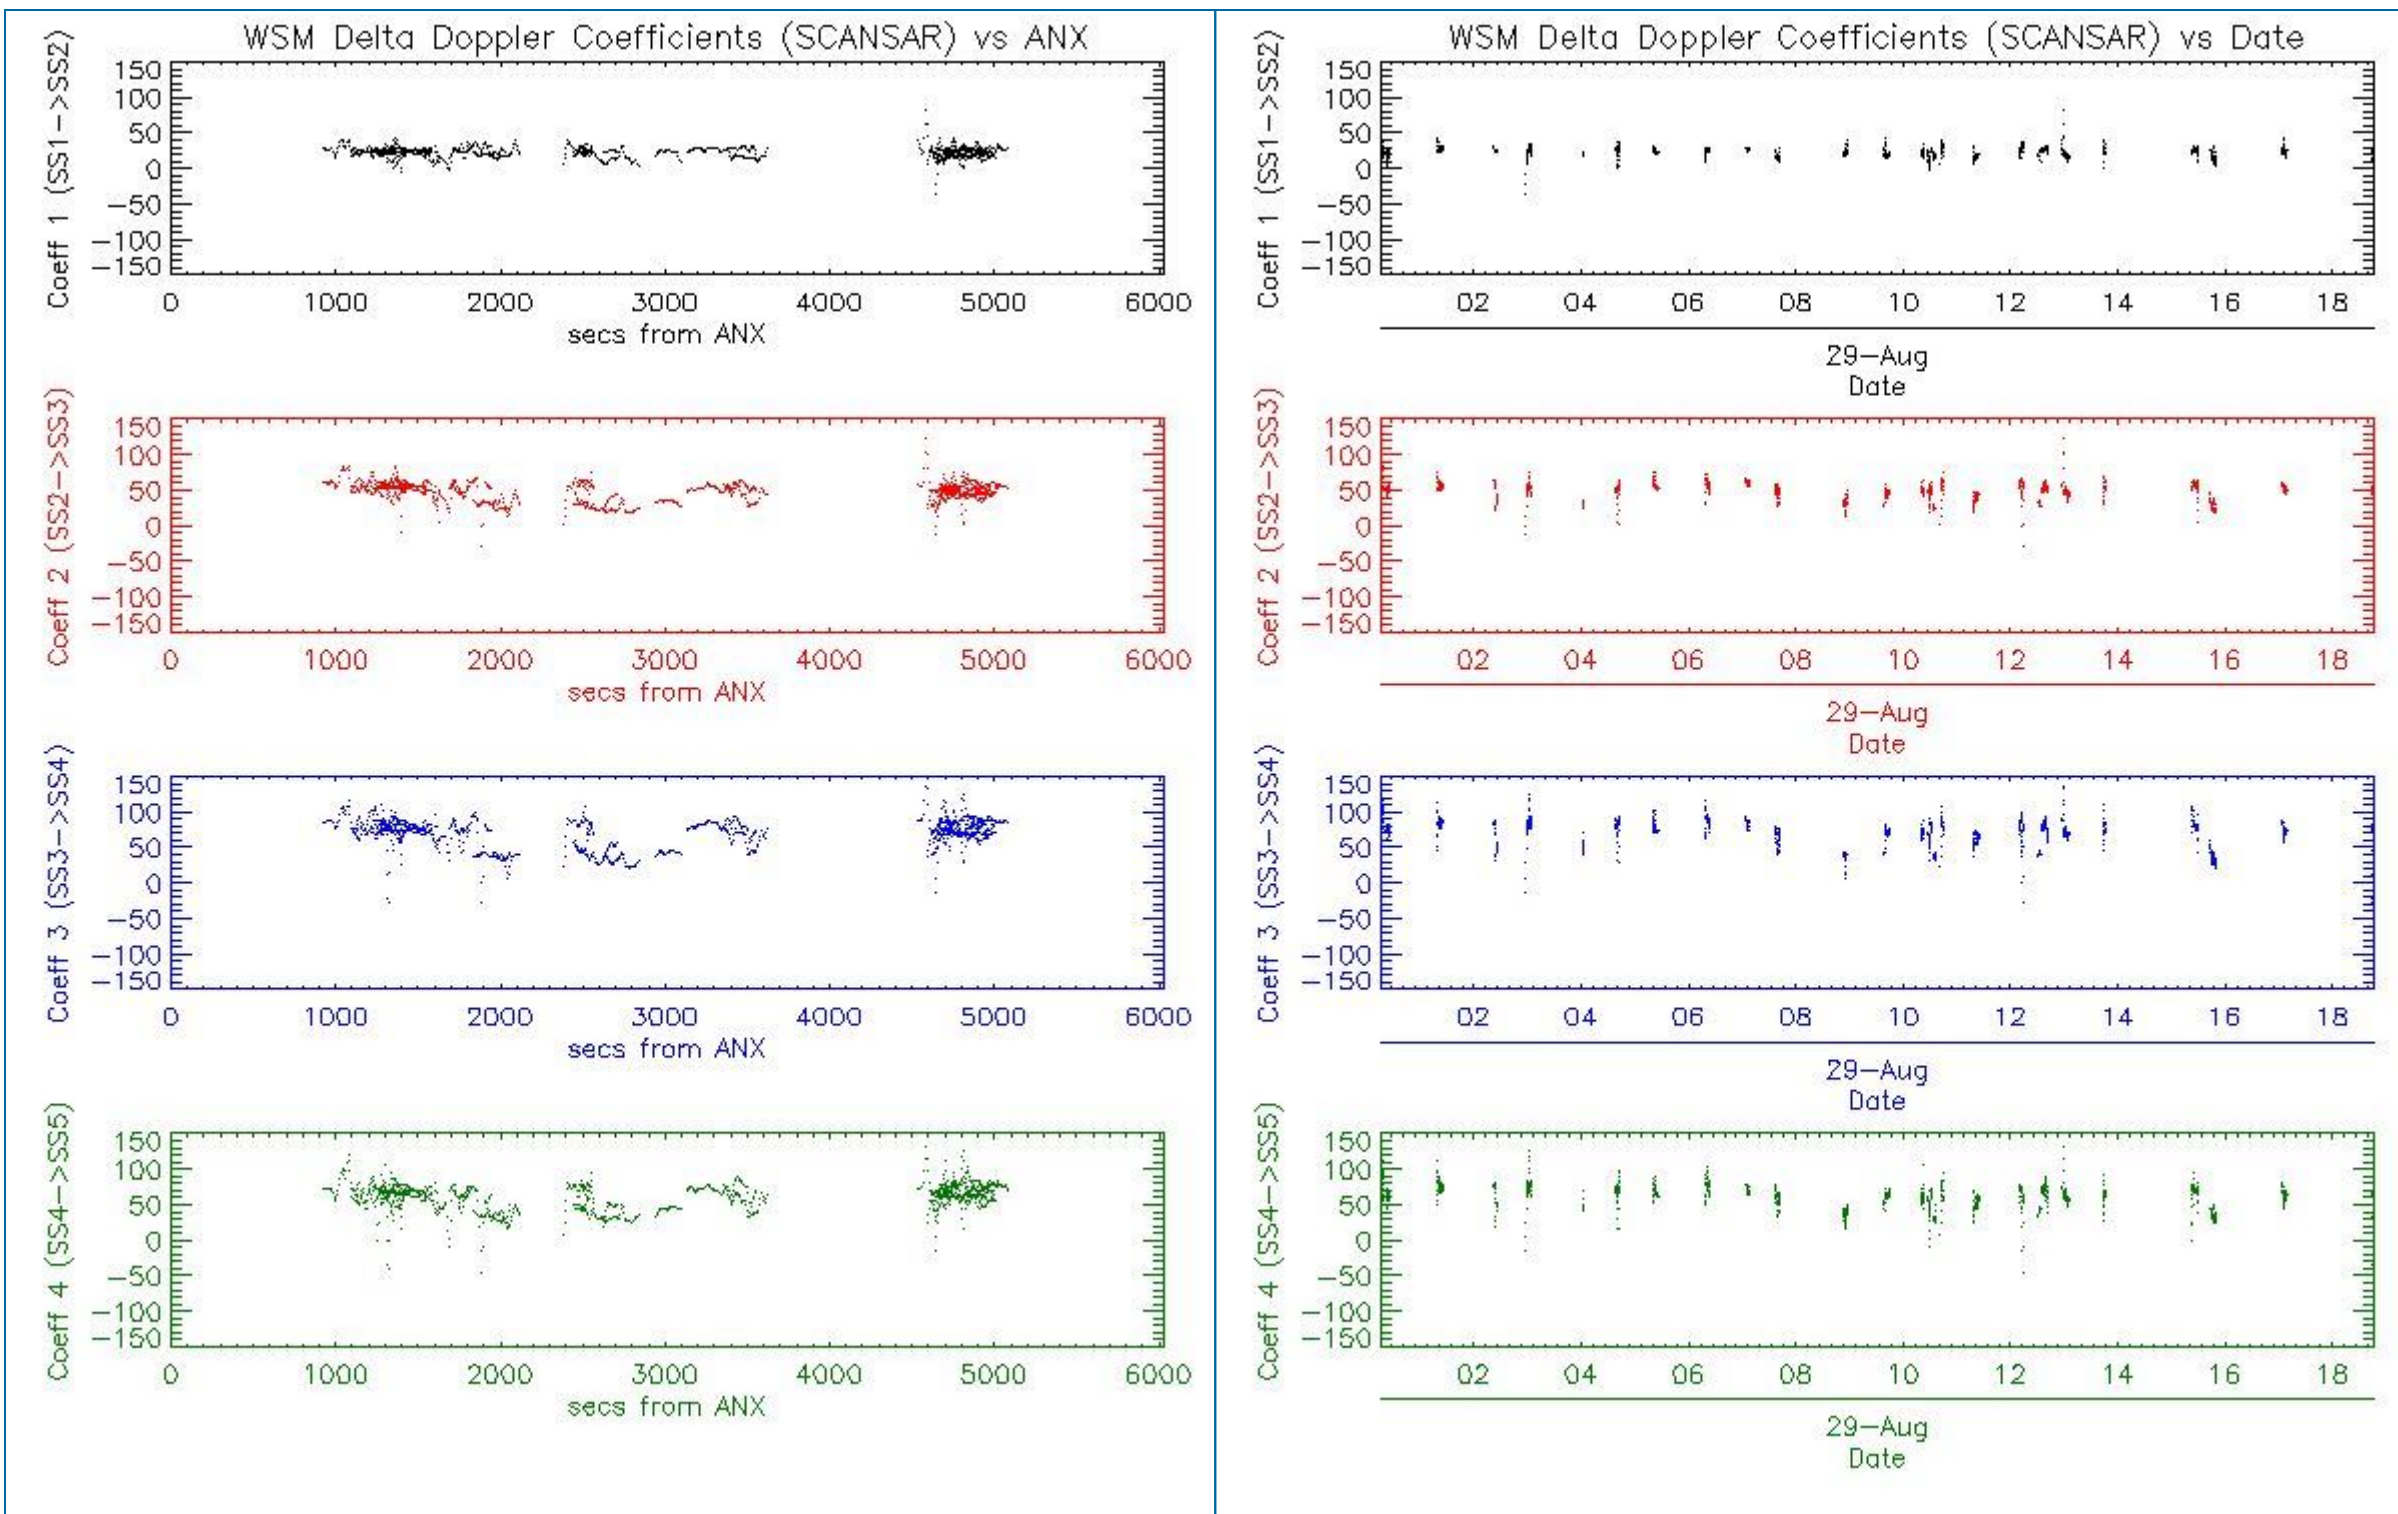 WSM Delta Doppler Coefficients (SCANSAR) vs ANX
Coeff 1 (SS1->SS2)
150
100
50
0
-50
-100
-150
0 1000 2000 3000 4000 5000 6000
secs from ANX
Coeff 2 (SS2->SS3)
150
100
50
0
-50
-100
-150
0 1000 2000 3000 4000 5000 6000
secs from ANX
Coeff 3 (SS3->SS4)
150
100
50
0
-50
-100
-150
0 1000 2000 3000 4000 5000 6000
secs from ANX
Coeff 4 (SS4->SS5)
150
100
50
0
-50
-100
-150
0 1000 2000 3000 4000 5000 6000
secs from ANX
WSM Delta Doppler Coefficients (SCANSAR) vs Date
Coeff 1 (SS1->SS2)
150
100
50
0
-50
-100
-150
02 04 06 08 10 12 14 16 18
29-Aug
Date
Coeff 2 (SS2->SS3)
150
100
50
0
-50
-100
-150
02 04 06 08 10 12 14 16 18
29-Aug
Date
Coeff 3 (SS3->SS4)
150
100
50
0
-50
-100
-150
02 04 06 08 10 12 14 16 18
29-Aug
Date
Coeff 4 (SS4->SS5)
150
100
50
0
-50
-100
-150
02 04 06 08 10 12 14 16 18
29-Aug
Date